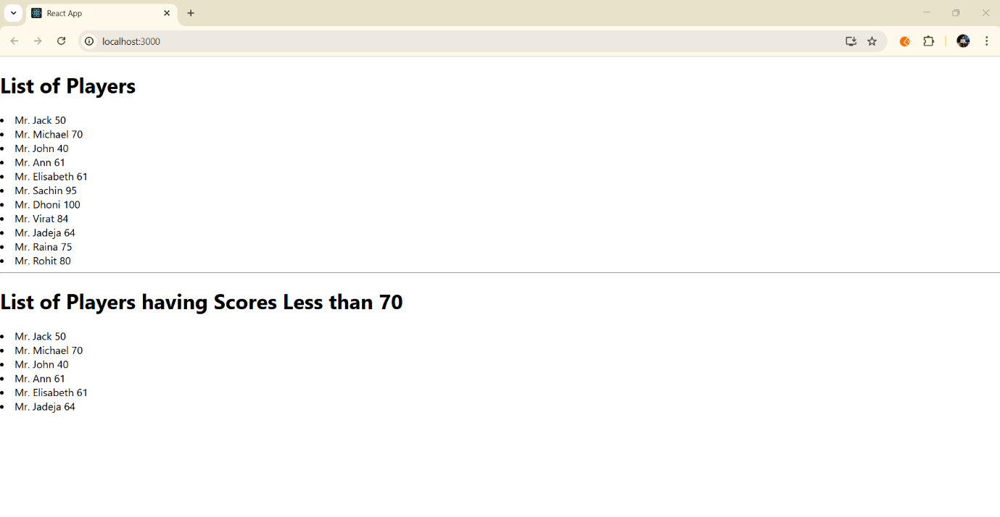 React App
localhost:3000
List of Players
Mr. Jack 50
Mr. Michael 70
Mr. John 40
Mr. Ann 61
Mr. Elisabeth 61
Mr. Sachin 95
Mr. Dhoni 100
Mr. Virat 84
Mr. Jadeja 64
Mr. Raina 75
Mr. Rohit 80
List of Players having Scores Less than 70
Mr. Jack 50
Mr. Michael 70
Mr. John 40
Mr. Ann 61
Mr. Elisabeth 61
Mr. Jadeja 64